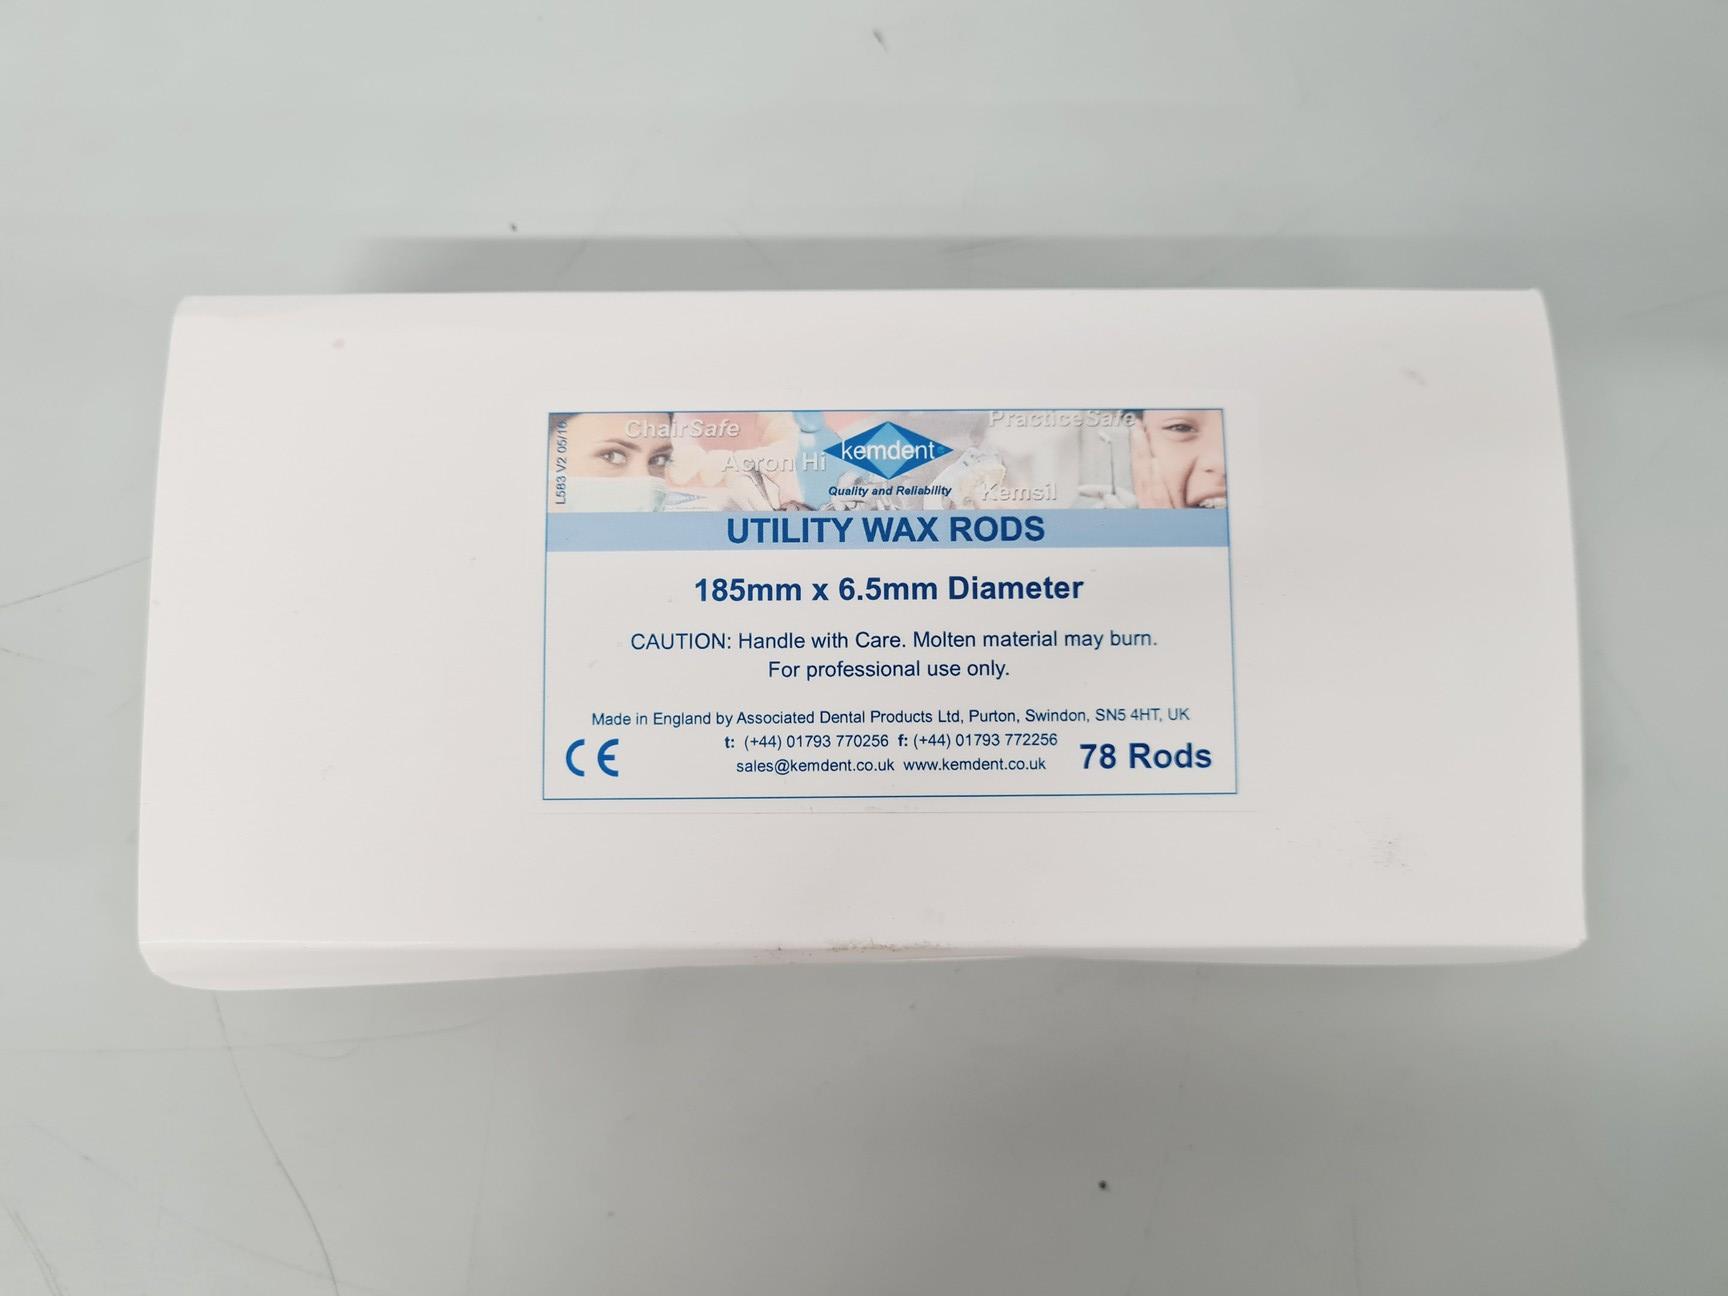 L583 V2 05/16
ChairSafe
PracticeSafe
Acron Hi
kemdent
Quality and Reliability
Kemsil
UTILITY WAX RODS
185mm x 6.5mm Diameter
CAUTION: Handle with Care. Molten material may burn.
For professional use only.
Made in England by Associated Dental Products Ltd, Purton, Swindon, SN5 4HT, UK
t: (+44) 01793 770256 f: (+44) 01793 772256
sales@kemdent.co.uk www.kemdent.co.uk
CE
78 Rods